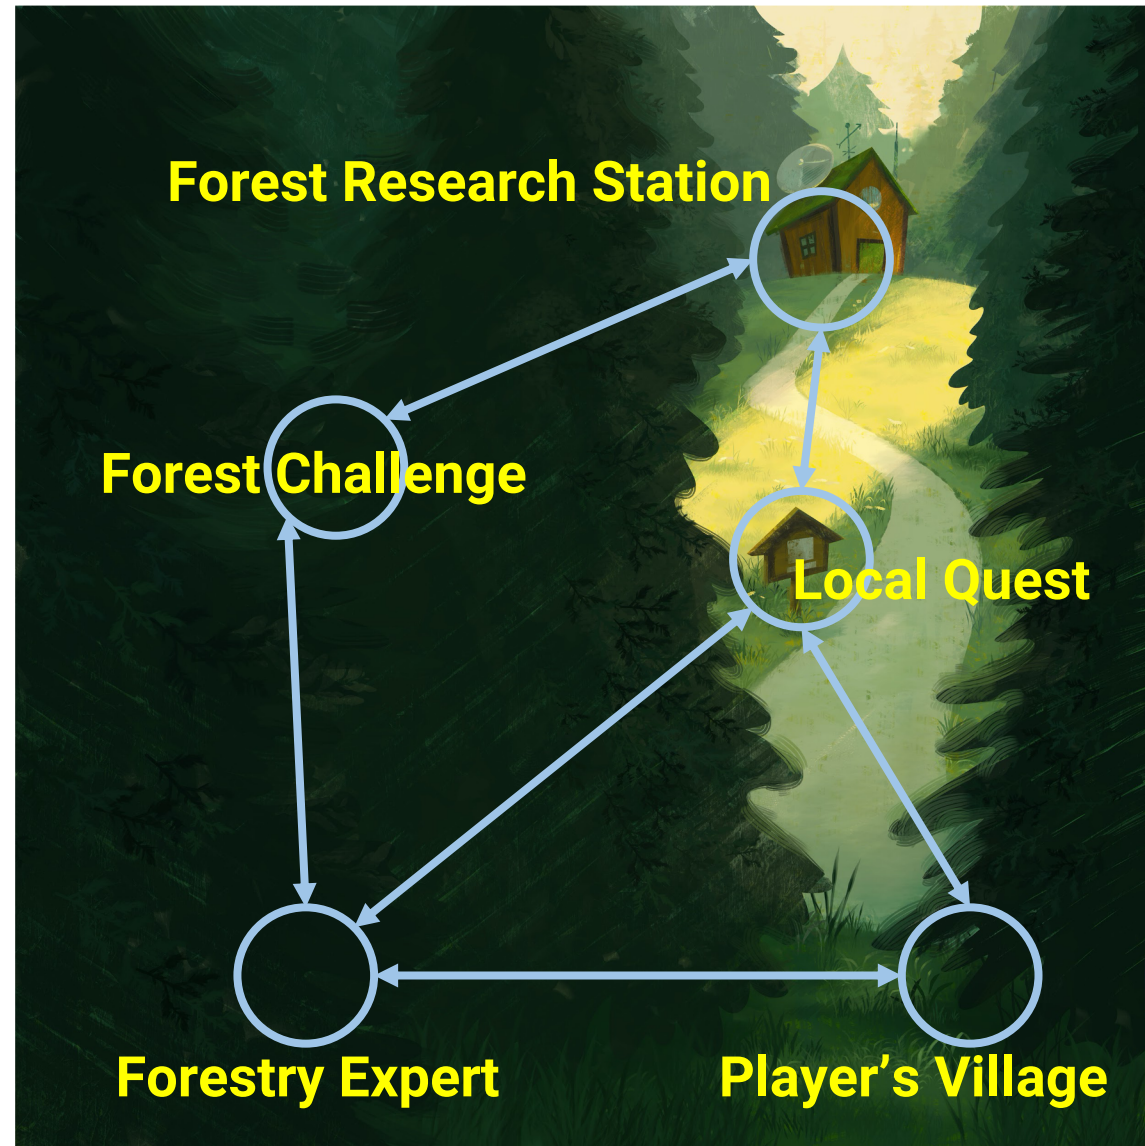 Forest Research Station
Forest Challenge
Local Quest
Forestry Expert
Player’s Village